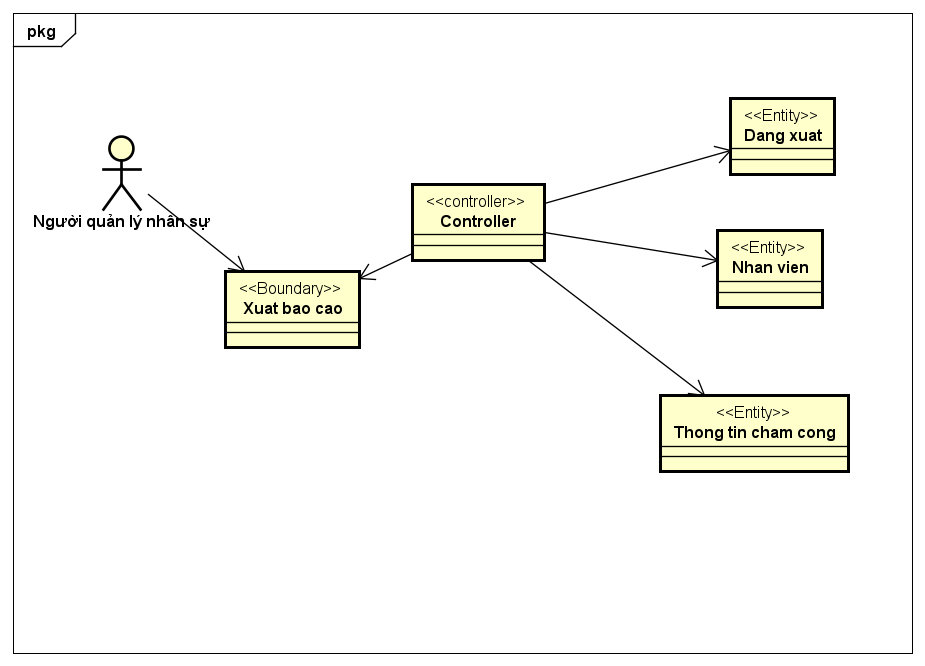 pkg
<<Entity>>
Dang xuat
<<controller>>
Controller
Người quản lý nhân sự
<<Entity>>
Nhan vien
<<Boundary>>
Xuat bao cao
<<Entity>>
Thong tin cham cong